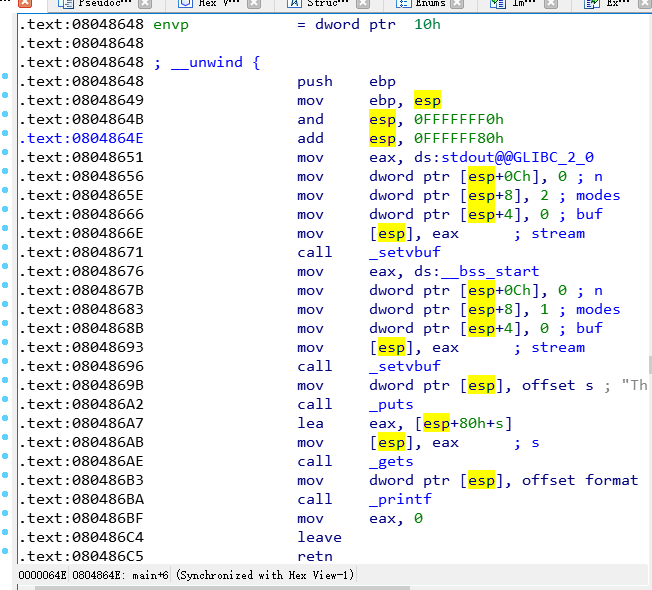 Pseudoc… Hex V… Struc… Enums Im… Ex…
.text:08048648 envp = dword ptr 10h
.text:08048648
.text:08048648 ; __unwind {
.text:08048648 push ebp
.text:08048649 mov ebp, esp
.text:0804864B and esp, 0FFFFFFF0h
.text:0804864E add esp, 0FFFFFF80h
.text:08048651 mov eax, ds:stdout@@GLIBC_2_0
.text:08048656 mov dword ptr [esp+0Ch], 0 ; n
.text:0804865E mov dword ptr [esp+8], 2 ; modes
.text:08048666 mov dword ptr [esp+4], 0 ; buf
.text:0804866E mov [esp], eax ; stream
.text:08048671 call _setvbuf
.text:08048676 mov eax, ds:__bss_start
.text:0804867B mov dword ptr [esp+0Ch], 0 ; n
.text:08048683 mov dword ptr [esp+8], 1 ; modes
.text:0804868B mov dword ptr [esp+4], 0 ; buf
.text:08048693 mov [esp], eax ; stream
.text:08048696 call _setvbuf
.text:0804869B mov dword ptr [esp], offset s ; "Th
.text:080486A2 call _puts
.text:080486A7 lea eax, [esp+80h+s]
.text:080486AB mov [esp], eax ; s
.text:080486AE call _gets
.text:080486B3 mov dword ptr [esp], offset format
.text:080486BA call _printf
.text:080486BF mov eax, 0
.text:080486C4 leave
.text:080486C5 retn
0000064E 0804864E: main+6 (Synchronized with Hex View-1)